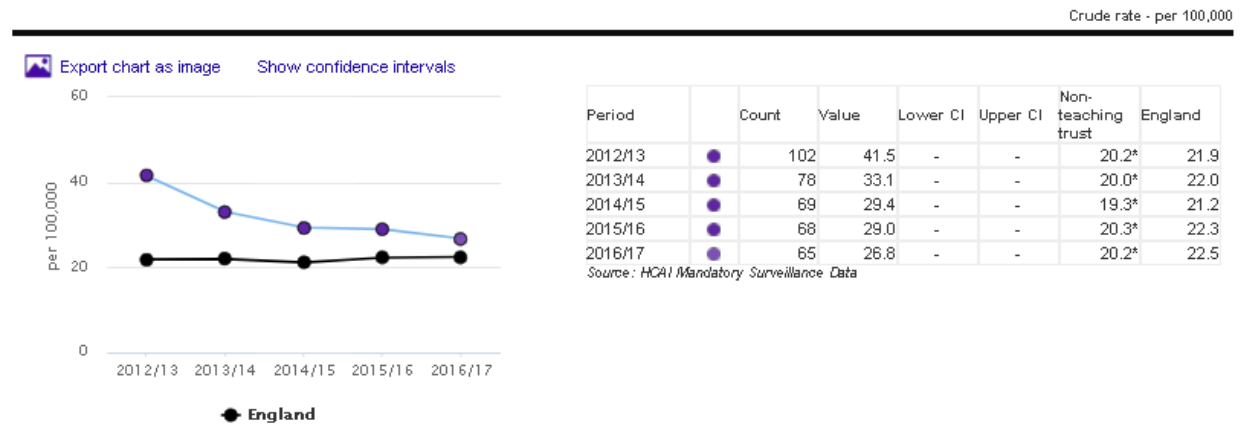 Crude rate - per 100,000
Export chart as image Show confidence intervals
60
40
20
0
per 100,000
2012/13 2013/14 2014/15 2015/16 2016/17
England
Period Count Value Lower CI Upper CI Non-teaching trust England
2012/13 102 41.5 - - 20.2* 21.9
2013/14 78 33.1 - - 20.0* 22.0
2014/15 69 29.4 - - 19.3* 21.2
2015/16 68 29.0 - - 20.3* 22.3
2016/17 65 26.8 - - 20.2* 22.5
Source: HCAI Mandatory Surveillance Data